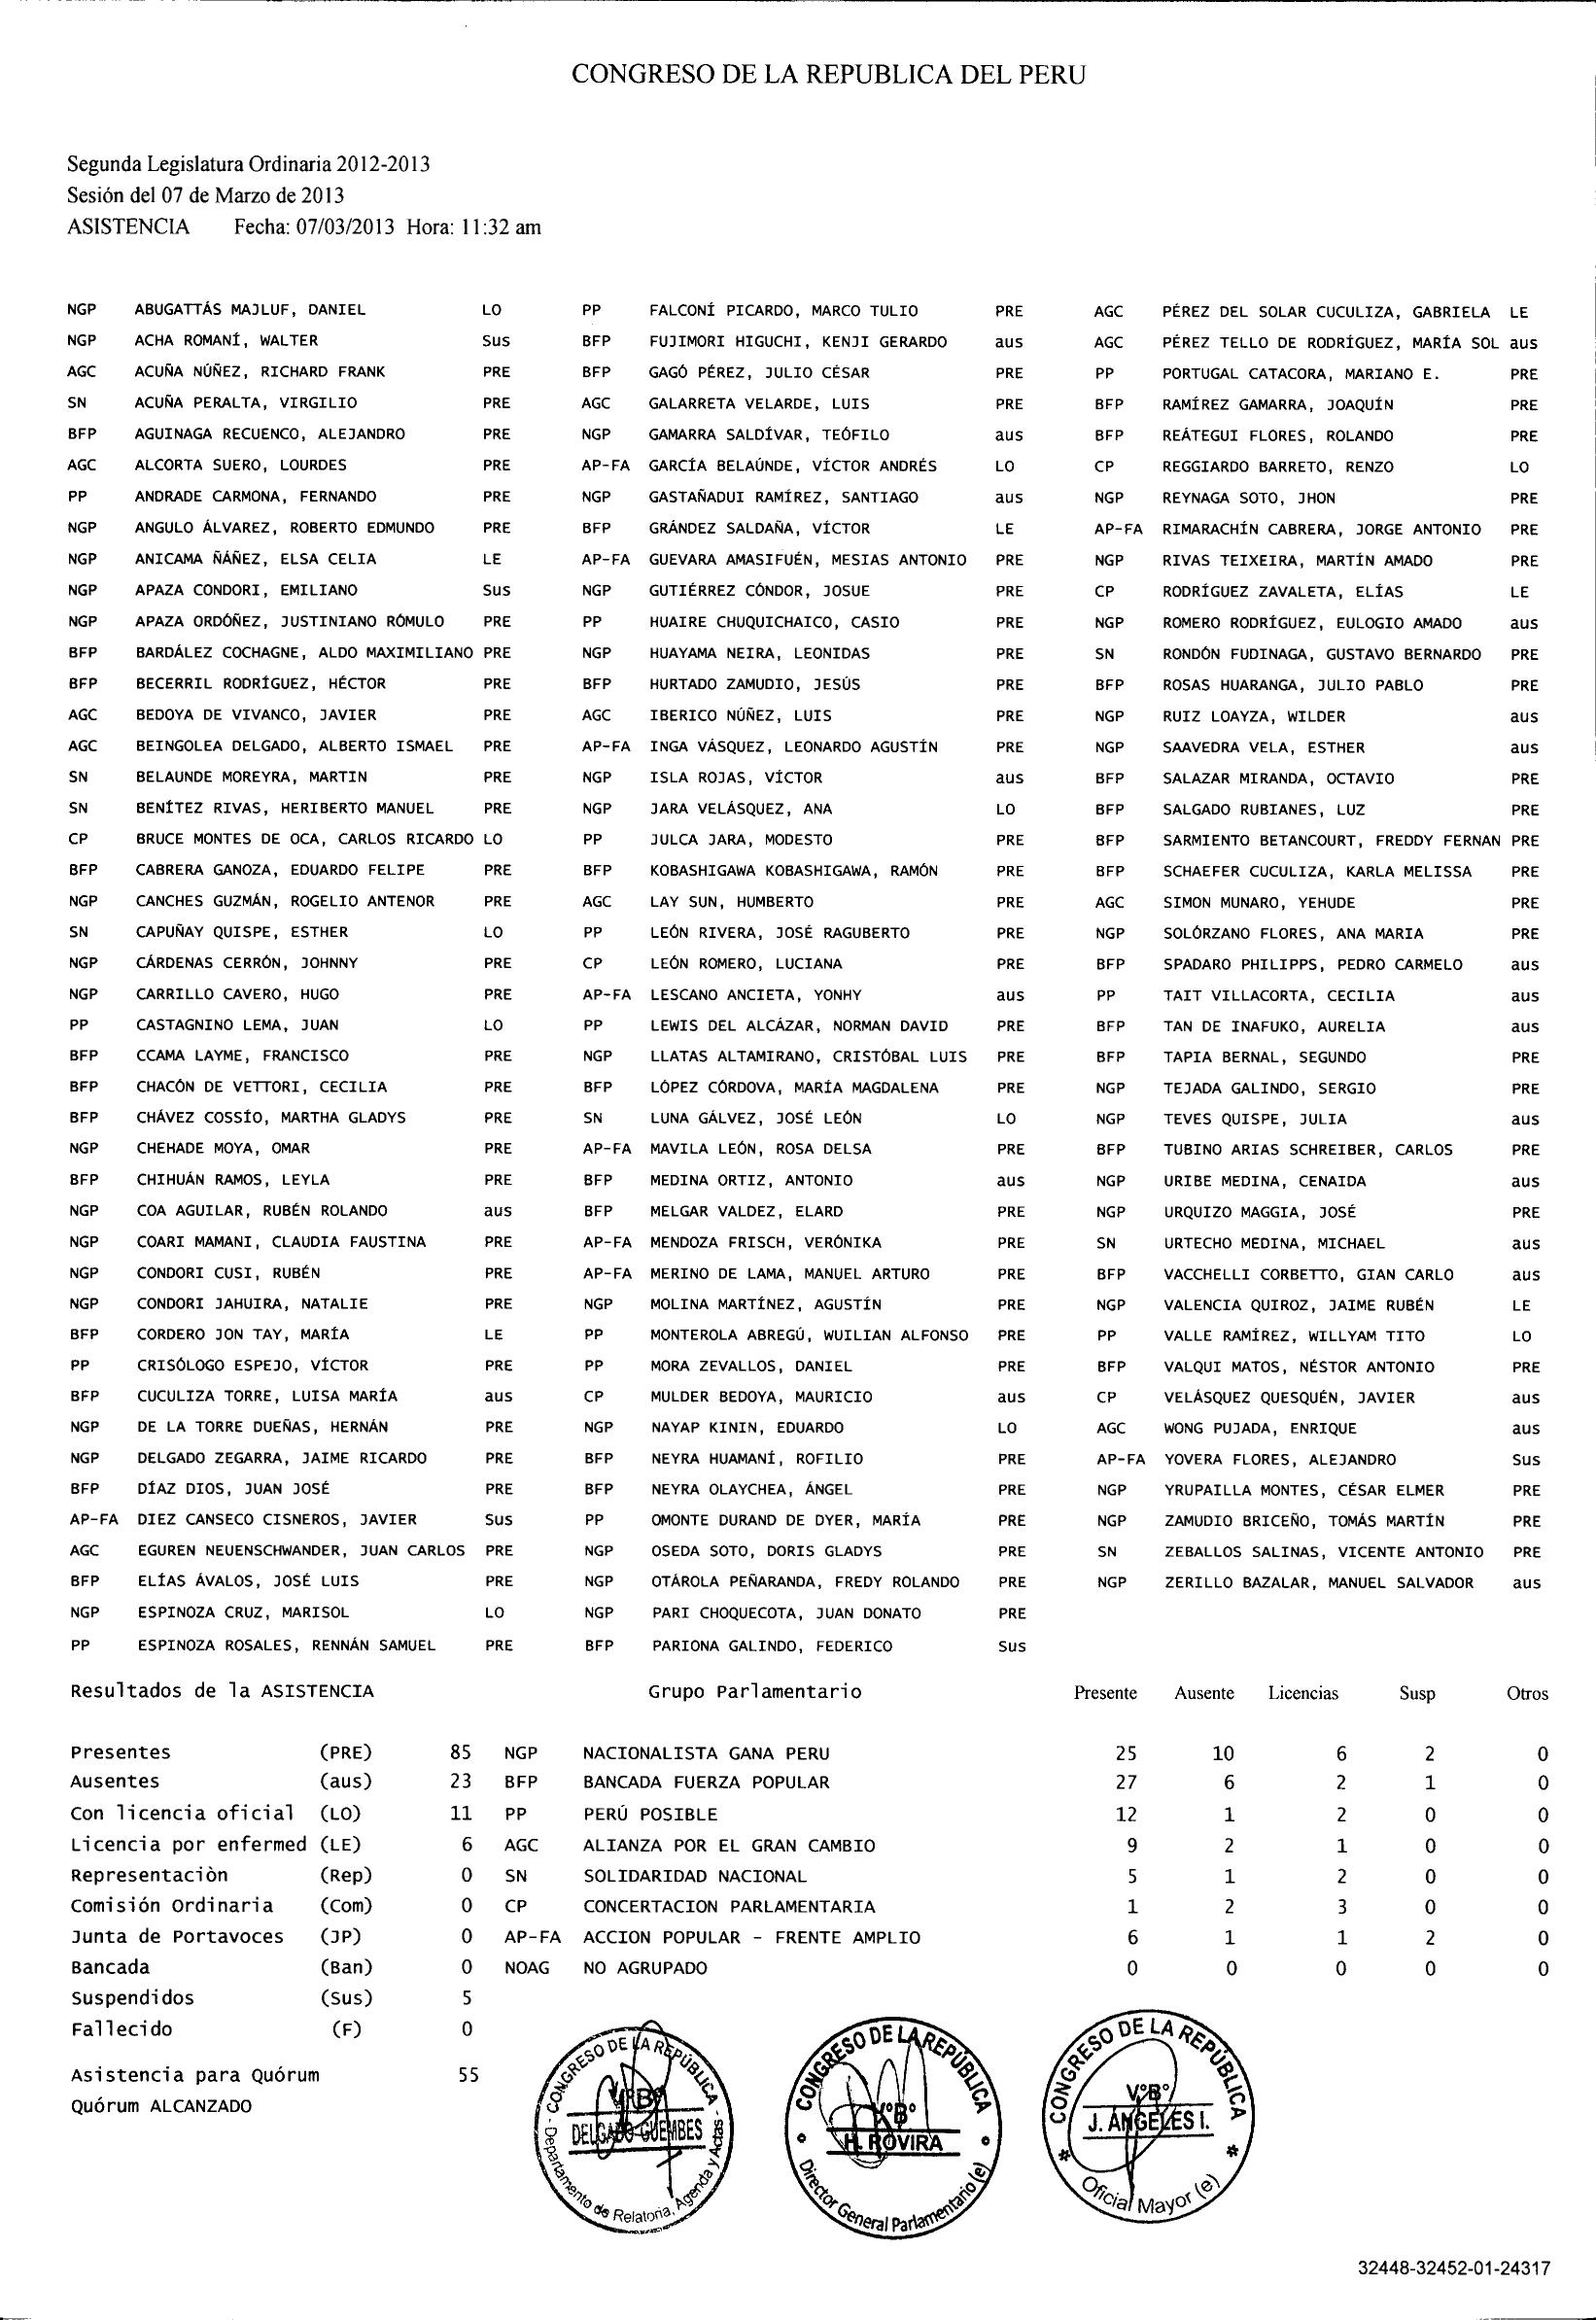 CONGRESO DE LA REPUBLICA DEL PERU
Segunda Legislatura Ordinaria 2012-2013
Sesión del 07 de Marzo de 2013
ASISTENCIA Fecha: 07/03/2013 Hora: 11:32 am
NGP ABUGATTÁS MAJLUF, DANIEL LO PP FALCONÍ PICARDO, MARCO TULIO PRE AGC PÉREZ DEL SOLAR CUCULIZA, GABRIELA LE
NGP ACHA ROMANÍ, WALTER Sus BFP FUJIMORI HIGUCHI, KENJI GERARDO aus AGC PÉREZ TELLO DE RODRÍGUEZ, MARÍA SOL aus
AGC ACUÑA NÚÑEZ, RICHARD FRANK PRE BFP GAGÓ PÉREZ, JULIO CÉSAR PRE PP PORTUGAL CATACORA, MARIANO E. PRE
SN ACUÑA PERALTA, VIRGILIO PRE AGC GALARRETA VELARDE, LUIS PRE BFP RAMÍREZ GAMARRA, JOAQUÍN PRE
BFP AGUINAGA RECUENCO, ALEJANDRO PRE NGP GAMARRA SALDÍVAR, TEÓFILO aus BFP REÁTEGUI FLORES, ROLANDO PRE
AGC ALCORTA SUERO, LOURDES PRE AP-FA GARCÍA BELAÚNDE, VÍCTOR ANDRÉS LO CP REGGIARDO BARRETO, RENZO LO
PP ANDRADE CARMONA, FERNANDO PRE NGP GASTAÑADUI RAMÍREZ, SANTIAGO aus NGP REYNAGA SOTO, JHON PRE
NGP ANGULO ÁLVAREZ, ROBERTO EDMUNDO PRE BFP GRÁNDEZ SALDAÑA, VÍCTOR LE AP-FA RIMARACHÍN CABRERA, JORGE ANTONIO PRE
NGP ANICAMA ÑÁÑEZ, ELSA CELIA LE AP-FA GUEVARA AMASIFUÉN, MESIAS ANTONIO PRE NGP RIVAS TEIXEIRA, MARTÍN AMADO PRE
NGP APAZA CONDORI, EMILIANO Sus NGP GUTIÉRREZ CÓNDOR, JOSUE PRE CP RODRÍGUEZ ZAVALETA, ELÍAS LE
NGP APAZA ORDÓÑEZ, JUSTINIANO RÓMULO PRE PP HUAIRE CHUQUICHAICO, CASIO PRE NGP ROMERO RODRÍGUEZ, EULOGIO AMADO aus
BFP BARDÁLEZ COCHAGNE, ALDO MAXIMILIANO PRE NGP HUAYAMA NEIRA, LEONIDAS PRE SN RONDÓN FUDINAGA, GUSTAVO BERNARDO PRE
BFP BECERRIL RODRÍGUEZ, HÉCTOR PRE BFP HURTADO ZAMUDIO, JESÚS PRE BFP ROSAS HUARANGA, JULIO PABLO PRE
AGC BEDOYA DE VIVANCO, JAVIER PRE AGC IBERICO NÚÑEZ, LUIS PRE NGP RUIZ LOAYZA, WILDER aus
AGC BEINGOLEA DELGADO, ALBERTO ISMAEL PRE AP-FA INGA VÁSQUEZ, LEONARDO AGUSTÍN PRE NGP SAAVEDRA VELA, ESTHER aus
SN BELAUNDE MOREYRA, MARTIN PRE NGP ISLA ROJAS, VÍCTOR aus BFP SALAZAR MIRANDA, OCTAVIO PRE
SN BENÍTEZ RIVAS, HERIBERTO MANUEL PRE NGP JARA VELÁSQUEZ, ANA LO BFP SALGADO RUBIANES, LUZ PRE
CP BRUCE MONTES DE OCA, CARLOS RICARDO LO PP JULCA JARA, MODESTO PRE BFP SARMIENTO BETANCOURT, FREDDY FERNAN PRE
BFP CABRERA GANOZA, EDUARDO FELIPE PRE BFP KOBASHIGAWA KOBASHIGAWA, RAMÓN PRE BFP SCHAEFER CUCULIZA, KARLA MELISSA PRE
NGP CANCHES GUZMÁN, ROGELIO ANTENOR PRE AGC LAY SUN, HUMBERTO PRE AGC SIMON MUNARO, YEHUDE PRE
SN CAPUÑAY QUISPE, ESTHER LO PP LEÓN RIVERA, JOSÉ RAGUBERTO PRE NGP SOLÓRZANO FLORES, ANA MARIA PRE
NGP CÁRDENAS CERRÓN, JOHNNY PRE CP LEÓN ROMERO, LUCIANA PRE BFP SPADARO PHILIPPS, PEDRO CARMELO aus
NGP CARRILLO CAVERO, HUGO PRE AP-FA LESCANO ANCIETA, YONHY aus PP TAIT VILLACORTA, CECILIA aus
PP CASTAGNINO LEMA, JUAN LO PP LEWIS DEL ALCÁZAR, NORMAN DAVID PRE BFP TAN DE INAFUKO, AURELIA aus
BFP CCAMA LAYME, FRANCISCO PRE NGP LLATAS ALTAMIRANO, CRISTÓBAL LUIS PRE BFP TAPIA BERNAL, SEGUNDO PRE
BFP CHACÓN DE VETTORI, CECILIA PRE BFP LÓPEZ CÓRDOVA, MARÍA MAGDALENA PRE NGP TEJADA GALINDO, SERGIO PRE
BFP CHÁVEZ COSSÍO, MARTHA GLADYS PRE SN LUNA GÁLVEZ, JOSÉ LEÓN LO NGP TEVES QUISPE, JULIA aus
NGP CHEHADE MOYA, OMAR PRE AP-FA MAVILA LEÓN, ROSA DELSA PRE BFP TUBINO ARIAS SCHREIBER, CARLOS PRE
BFP CHIHUÁN RAMOS, LEYLA PRE BFP MEDINA ORTIZ, ANTONIO aus NGP URIBE MEDINA, CENAIDA aus
NGP COA AGUILAR, RUBÉN ROLANDO aus BFP MELGAR VALDEZ, ELARD PRE NGP URQUIZO MAGGIA, JOSÉ PRE
NGP COARI MAMANI, CLAUDIA FAUSTINA PRE AP-FA MENDOZA FRISCH, VERÓNIKA PRE SN URTECHO MEDINA, MICHAEL aus
NGP CONDORI CUSI, RUBÉN PRE AP-FA MERINO DE LAMA, MANUEL ARTURO PRE BFP VACCHELLI CORBETTO, GIAN CARLO aus
NGP CONDORI JAHUIRA, NATALIE PRE NGP MOLINA MARTÍNEZ, AGUSTÍN PRE NGP VALENCIA QUIROZ, JAIME RUBÉN LE
BFP CORDERO JON TAY, MARÍA LE PP MONTEROLA ABREGÚ, WUILIAN ALFONSO PRE PP VALLE RAMÍREZ, WILLYAM TITO LO
PP CRISÓLOGO ESPEJO, VÍCTOR PRE PP MORA ZEVALLOS, DANIEL PRE BFP VALQUI MATOS, NÉSTOR ANTONIO PRE
BFP CUCULIZA TORRE, LUISA MARÍA aus CP MULDER BEDOYA, MAURICIO aus CP VELÁSQUEZ QUESQUÉN, JAVIER aus
NGP DE LA TORRE DUEÑAS, HERNÁN PRE NGP NAYAP KININ, EDUARDO LO AGC WONG PUJADA, ENRIQUE aus
NGP DELGADO ZEGARRA, JAIME RICARDO PRE BFP NEYRA HUAMANÍ, ROFILIO PRE AP-FA YOVERA FLORES, ALEJANDRO Sus
BFP DÍAZ DIOS, JUAN JOSÉ PRE BFP NEYRA OLAYCHEA, ÁNGEL PRE NGP YRUPAILLA MONTES, CÉSAR ELMER PRE
AP-FA DIEZ CANSECO CISNEROS, JAVIER Sus PP OMONTE DURAND DE DYER, MARÍA PRE NGP ZAMUDIO BRICEÑO, TOMÁS MARTÍN PRE
AGC EGUREN NEUENSCHWANDER, JUAN CARLOS PRE NGP OSEDA SOTO, DORIS GLADYS PRE SN ZEBALLOS SALINAS, VICENTE ANTONIO PRE
BFP ELÍAS ÁVALOS, JOSÉ LUIS PRE NGP OTÁROLA PEÑARANDA, FREDY ROLANDO PRE NGP ZERILLO BAZALAR, MANUEL SALVADOR aus
NGP ESPINOZA CRUZ, MARISOL LO NGP PARI CHOQUECOTA, JUAN DONATO PRE
PP ESPINOZA ROSALES, RENNÁN SAMUEL PRE BFP PARIONA GALINDO, FEDERICO Sus
Resultados de la ASISTENCIA Grupo Parlamentario Presente Ausente Licencias Susp Otros
Presentes (PRE) 85 NGP NACIONALISTA GANA PERU 25 10 6 2 0
Ausentes (aus) 23 BFP BANCADA FUERZA POPULAR 27 6 2 1 0
Con licencia oficial (LO) 11 PP PERÚ POSIBLE 12 1 2 0 0
Licencia por enfermed (LE) 6 AGC ALIANZA POR EL GRAN CAMBIO 9 2 1 0 0
Representaciòn (Rep) 0 SN SOLIDARIDAD NACIONAL 5 1 2 0 0
Comisión Ordinaria (Com) 0 CP CONCERTACION PARLAMENTARIA 1 2 3 0 0
Junta de Portavoces (JP) 0 AP-FA ACCION POPULAR - FRENTE AMPLIO 6 1 1 2 0
Bancada (Ban) 0 NOAG NO AGRUPADO 0 0 0 0 0
Suspendidos (Sus) 5
Fallecido (F) 0
Asistencia para Quórum 55
Quórum ALCANZADO
CONGRESO DE LA REPÚBLICA - VºBº DELGADO GUEMBES Departamento de Relatoria, Agenda y Actas -
CONGRESO DE LA REPÚBLICA VºBº H. ROVIRA Director General Parlamentario (e)
CONGRESO DE LA REPÚBLICA VºBº J. ÁNGELES I. Oficial Mayor (e)
32448-32452-01-24317